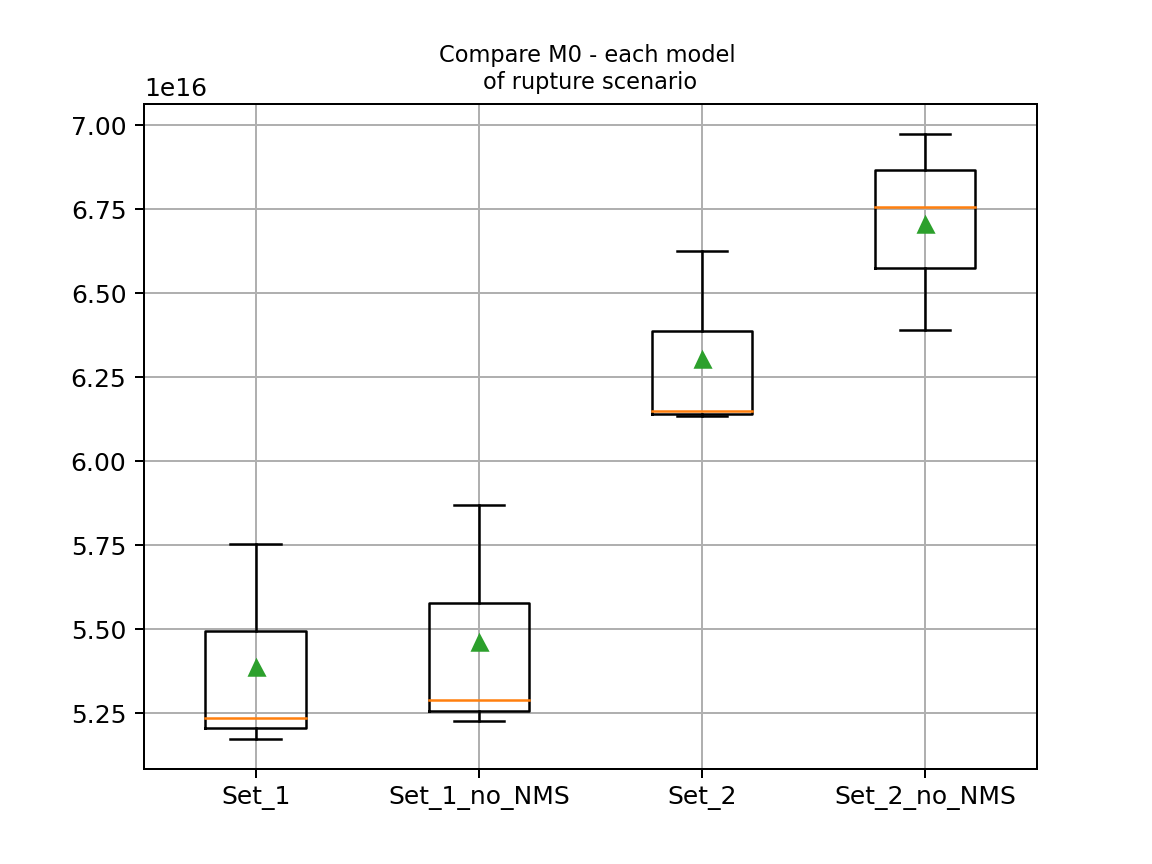 Compare M0 - each model
of rupture scenario
1e16
7.00
6.75
6.50
6.25
6.00
5.75
5.50
5.25
Set_1 Set_1_no_NMS Set_2 Set_2_no_NMS